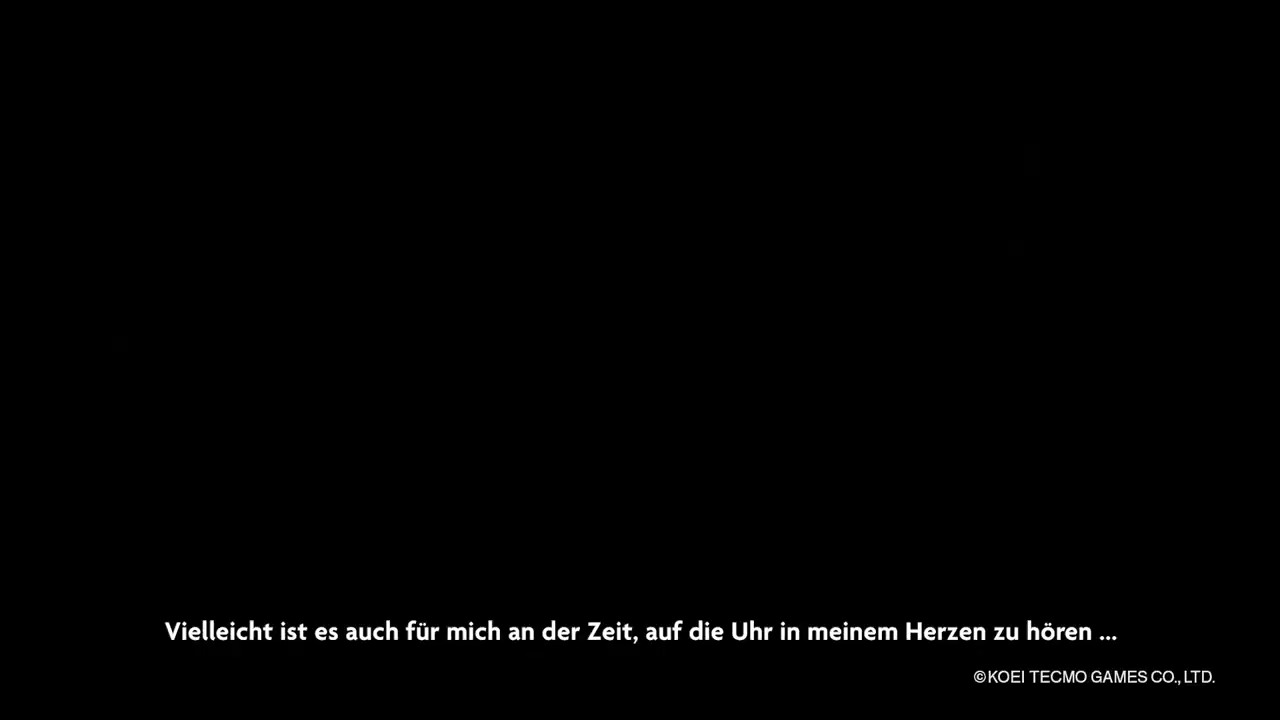 Vielleicht ist es auch für mich an der Zeit, auf die Uhr in meinem Herzen zu hören ...
©KOEI TECMO GAMES CO., LTD.